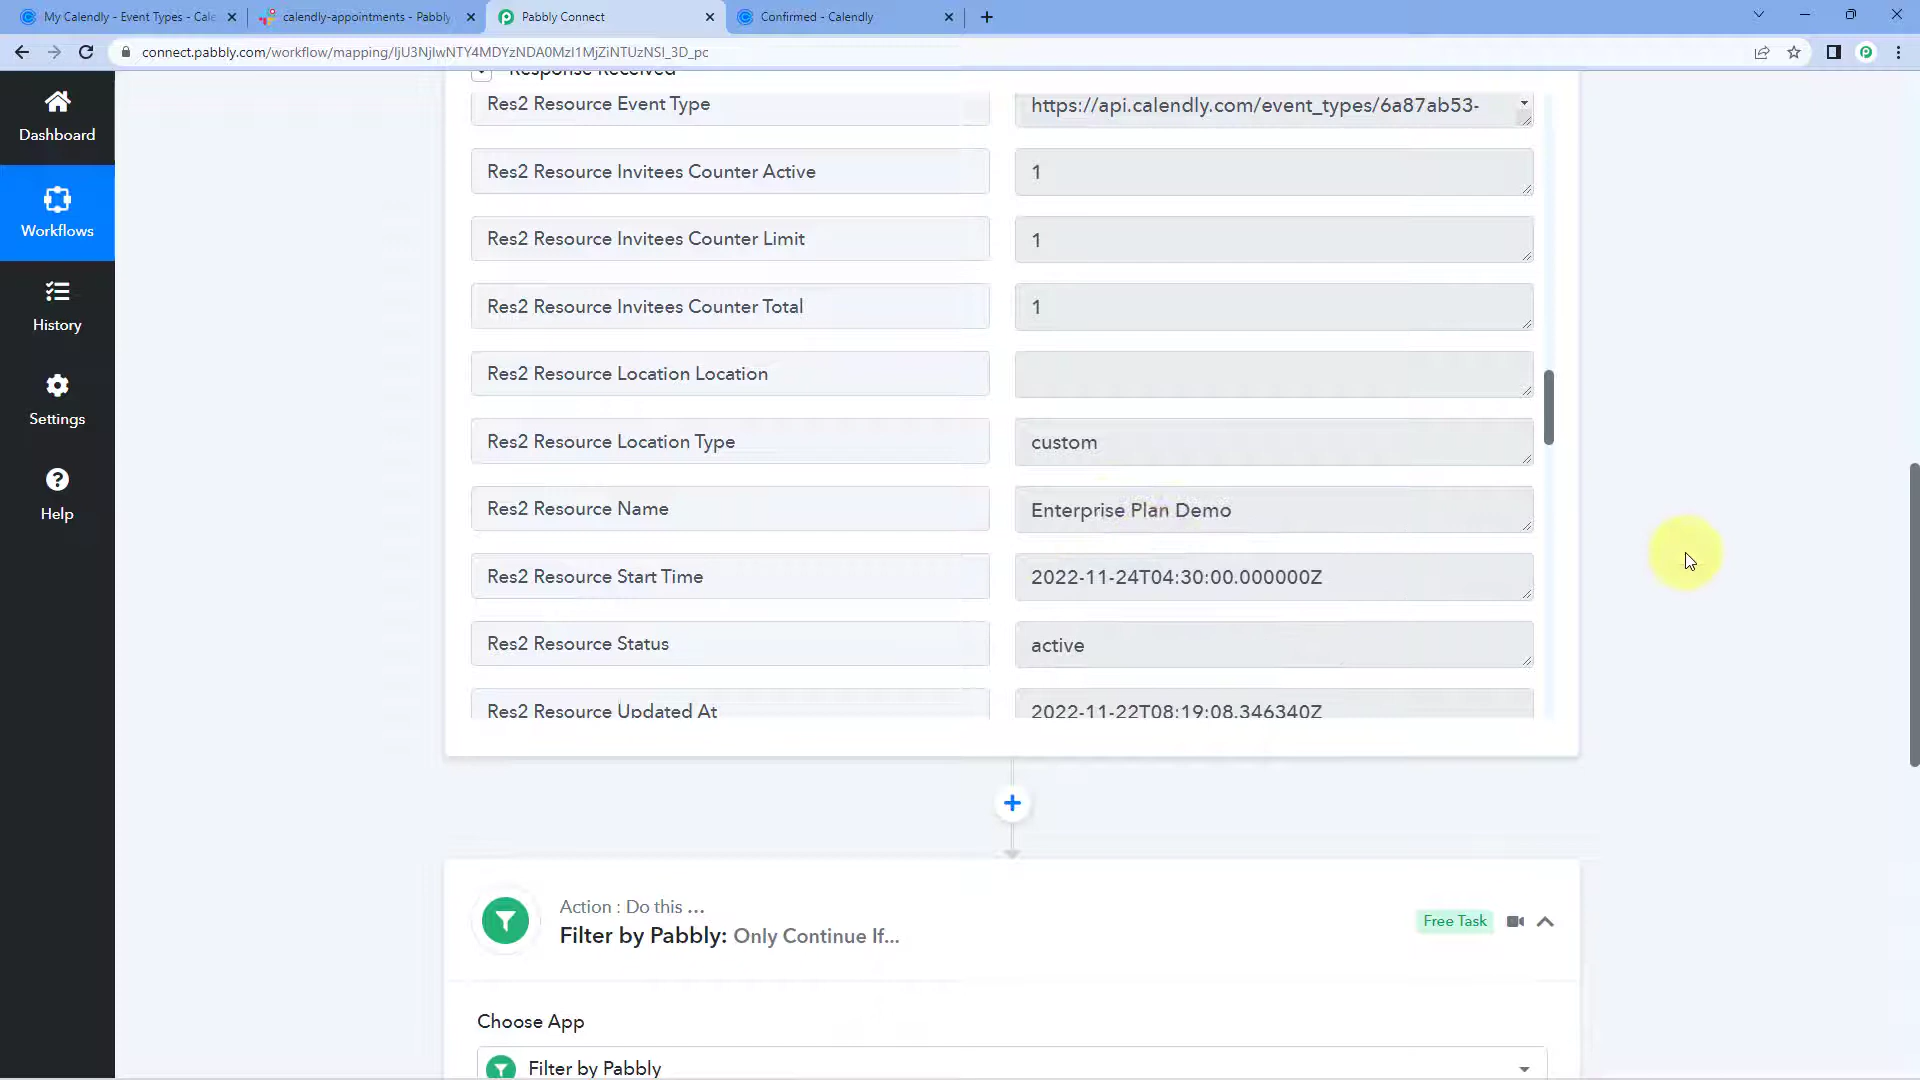 My Calendly - Event Types - Cale
calendly-appointments - Pabbly
Pabbly Connect
Confirmed - Calendly
connect.pabbly.com/workflow/mapping/IjU3NjIwNTY4MDYzNDA0MzI1MjZiNTUzNSI_3D_pc
Response Received
Dashboard
Workflows
History
Settings
Help
Res2 Resource Event Type
https://api.calendly.com/event_types/6a87ab53-
Res2 Resource Invitees Counter Active
1
Res2 Resource Invitees Counter Limit
1
Res2 Resource Invitees Counter Total
1
Res2 Resource Location Location
Res2 Resource Location Type
custom
Res2 Resource Name
Enterprise Plan Demo
Res2 Resource Start Time
2022-11-24T04:30:00.000000Z
Res2 Resource Status
active
Res2 Resource Updated At
2022-11-22T08:19:08.346340Z
Action : Do this ...
Filter by Pabbly: Only Continue If...
Free Task
Choose App
Filter by Pabbly